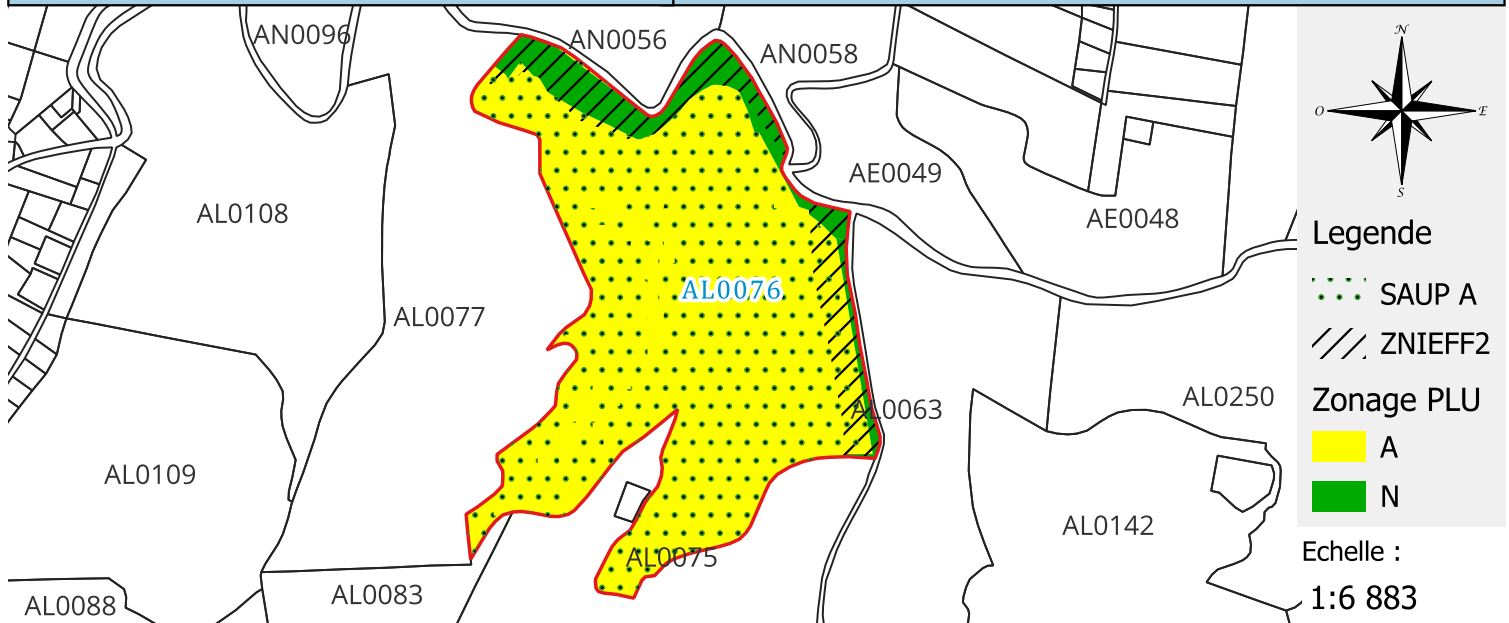 AN0096
AN0056
AN0058
N
O
E
S
AE0049
AL0108
AE0048
Legende
AL0076
SAUP A
AL0077
ZNIEFF2
AL0063
AL0250
Zonage PLU
A
AL0109
N
AL0142
AL0075
Echelle :
AL0083
AL0088
1:6 883